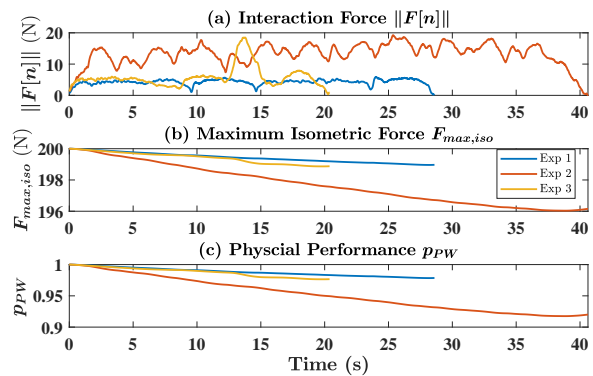 (a) Interaction Force ‖F[n]‖
‖F[n]‖ (N)
20
10
0
0 5 10 15 20 25 30 35 40
(b) Maximum Isometric Force F_max,iso
F_max,iso (N)
200
198
196
Exp 1
Exp 2
Exp 3
0 5 10 15 20 25 30 35 40
(c) Physcial Performance p_PW
p_PW
1
0.95
0.9
0 5 10 15 20 25 30 35 40
Time (s)